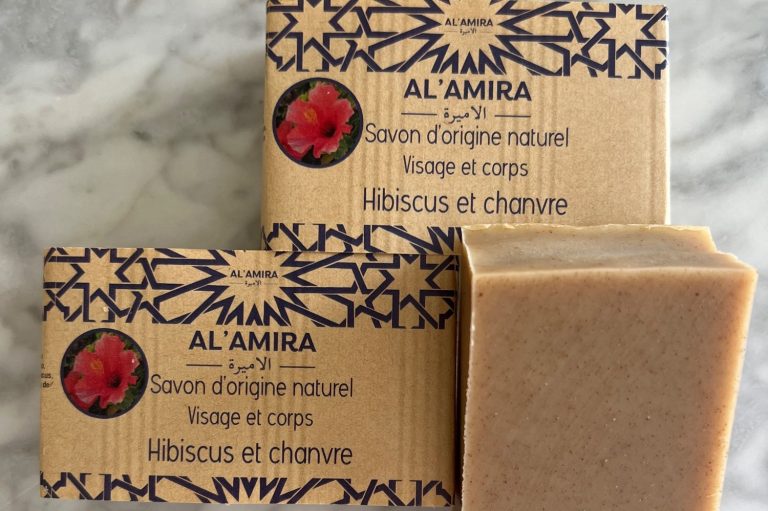 AL'AMIRA
الاميرة
AL'AMIRA
الاميرة
Savon d'origine naturel
Visage et corps
Hibiscus et chanvre
AL'AMIRA
الاميرة
AL'AMIRA
الاميرة
Savon d'origine naturel
Visage et corps
Hibiscus et chanvre